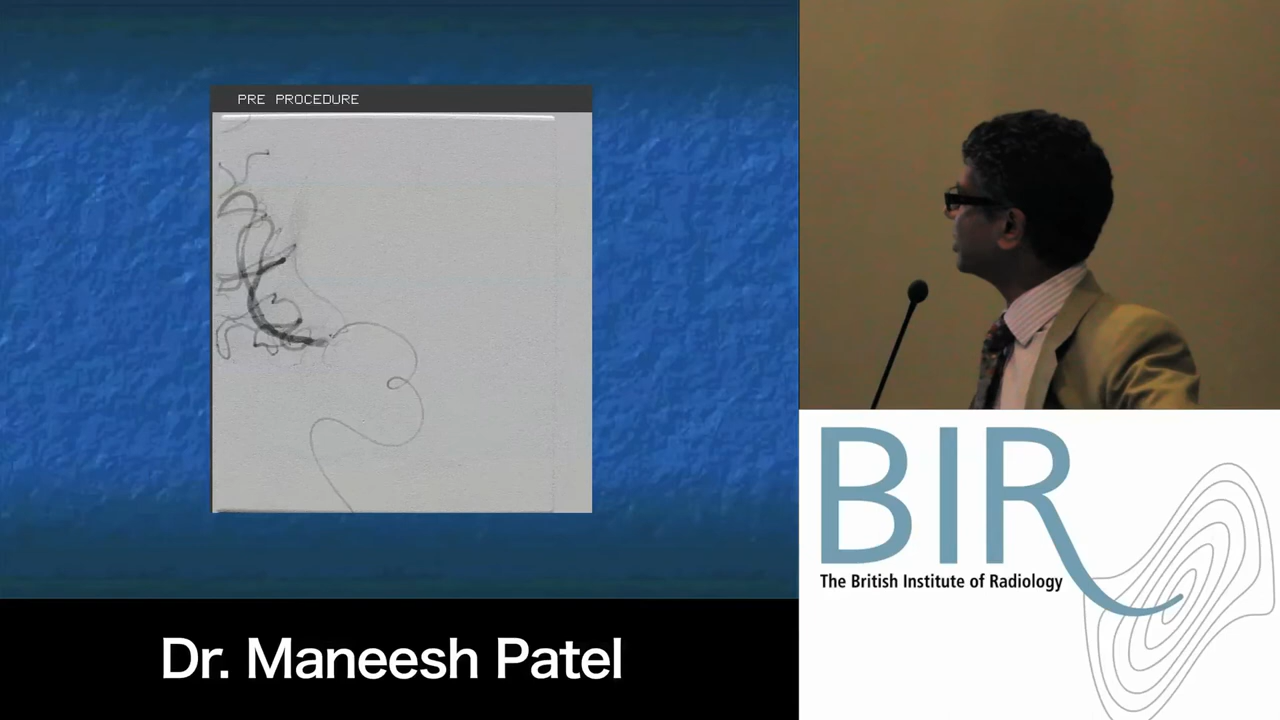 PRE PROCEDURE
BIR
The British Institute of Radiology
Dr. Maneesh Patel